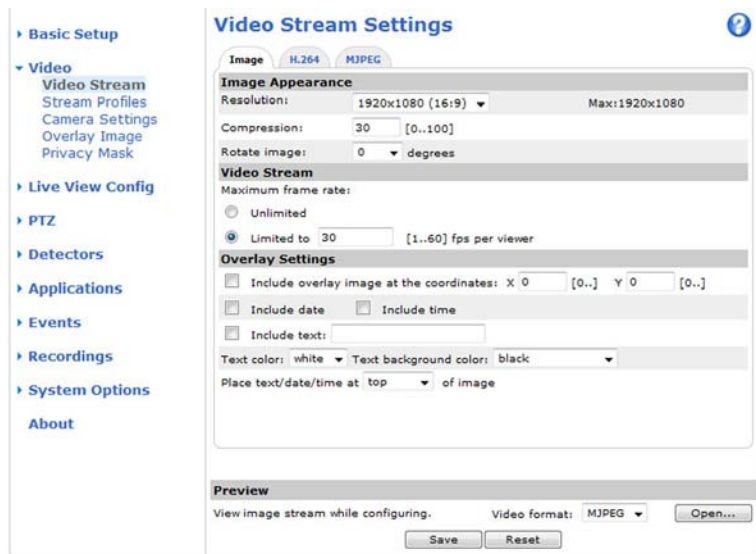 Basic Setup
Video
Video Stream
Stream Profiles
Camera Settings
Overlay Image
Privacy Mask
Live View Config
PTZ
Detectors
Applications
Events
Recordings
System Options
About
Video Stream Settings
?
Image H.264 MJPEG
Image Appearance
Resolution: 1920x1080 (16:9) Max:1920x1080
Compression: 30 [0..100]
Rotate image: 0 degrees
Video Stream
Maximum frame rate:
Unlimited
Limited to 30 [1..60] fps per viewer
Overlay Settings
Include overlay image at the coordinates: X 0 [0..] Y 0 [0..]
Include date Include time
Include text:
Text color: white Text background color: black
Place text/date/time at top of image
Preview
View image stream while configuring. Video format: MJPEG Open...
Save Reset